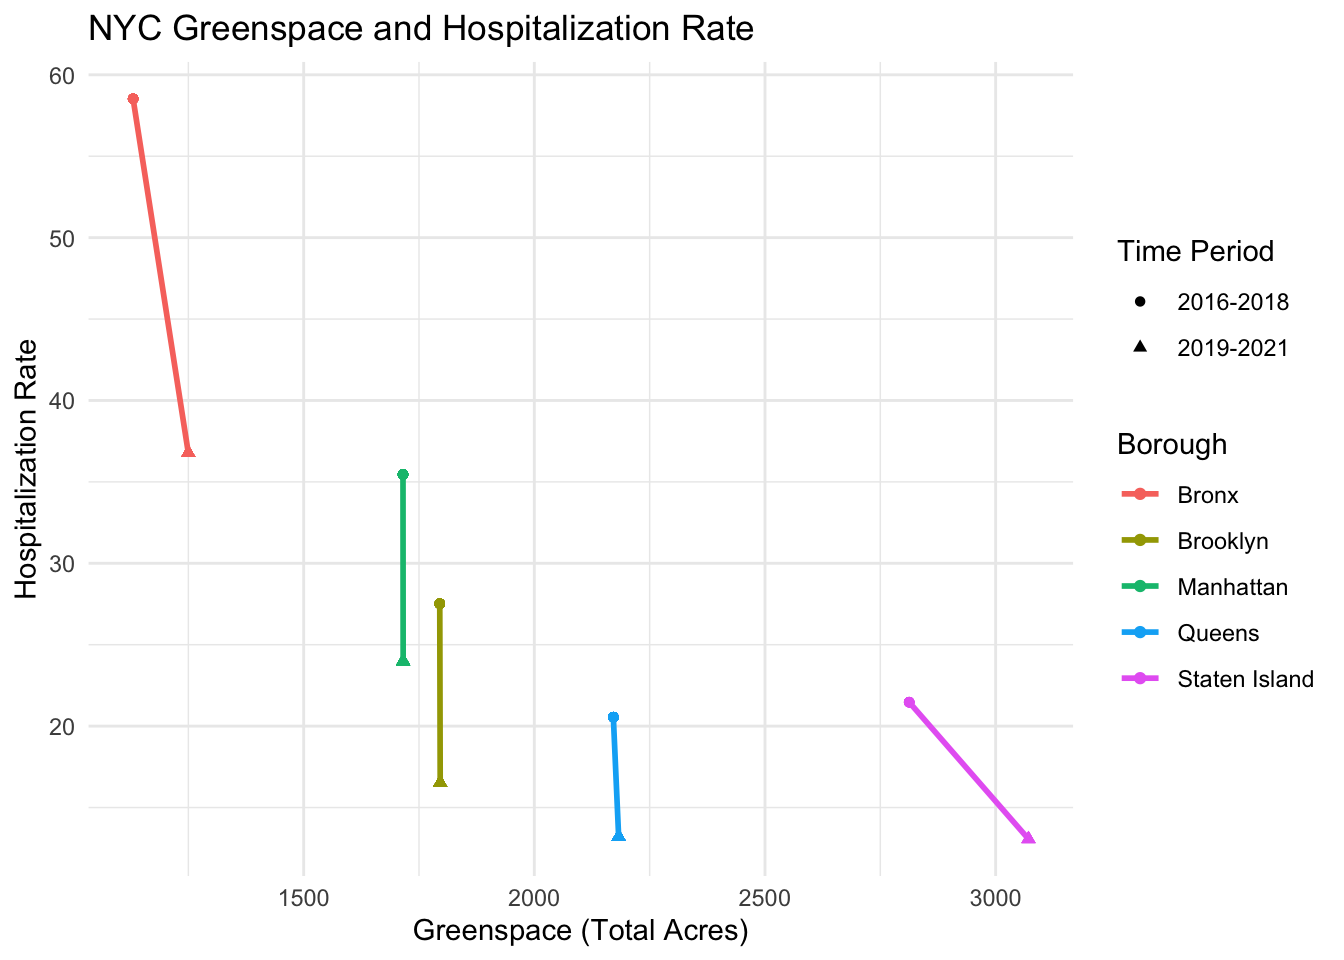 NYC Greenspace and Hospitalization Rate
60
50
40
30
20
Hospitalization Rate
1500 2000 2500 3000
Greenspace (Total Acres)
Time Period
2016-2018
2019-2021
Borough
Bronx
Brooklyn
Manhattan
Queens
Staten Island